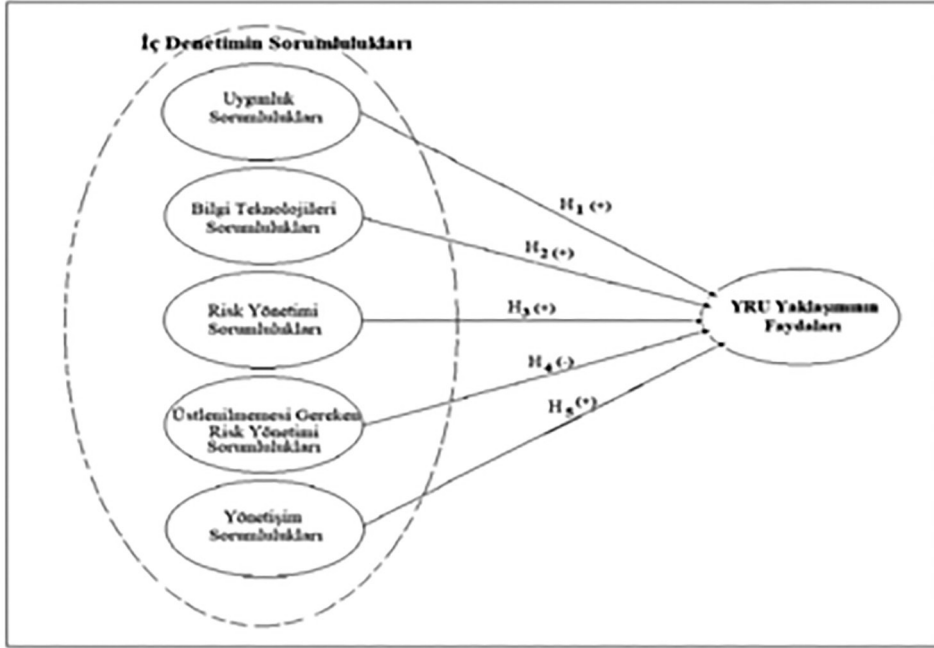 İç Denetimin Sorumlulukları
Uygunluk
Sorumlulukları
Bilgi Teknolojileri
Sorumlulukları
Risk Yönetimi
Sorumlulukları
Üstlenilmemesi Gereken
Risk Yönetimi
Sorumlulukları
Yönetişim
Sorumlulukları
H1 (+)
H2 (+)
H3 (+)
H4 (-)
H5 (+)
YRU Yaklaşımının
Faydaları